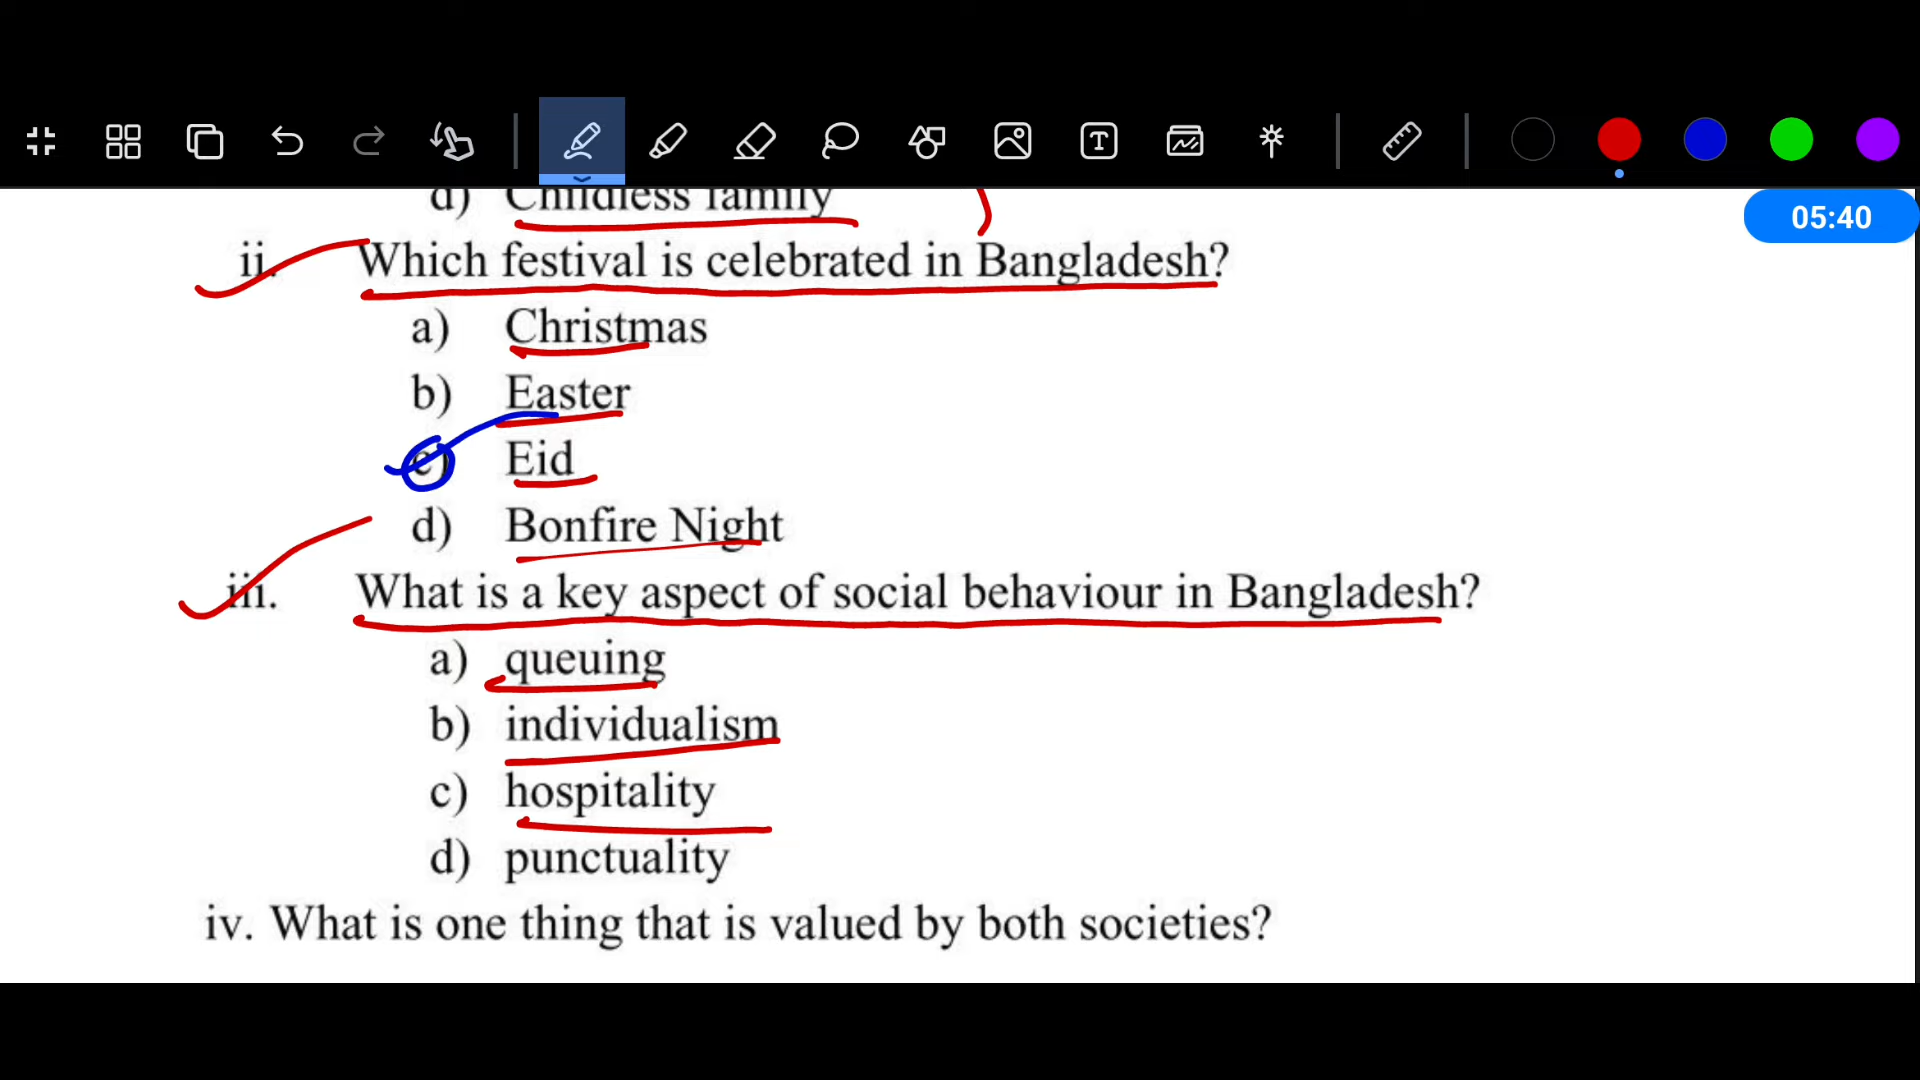 05:40
d) Childless family
ii. Which festival is celebrated in Bangladesh?
a) Christmas
b) Easter
c) Eid
d) Bonfire Night
iii. What is a key aspect of social behaviour in Bangladesh?
a) queuing
b) individualism
c) hospitality
d) punctuality
iv. What is one thing that is valued by both societies?